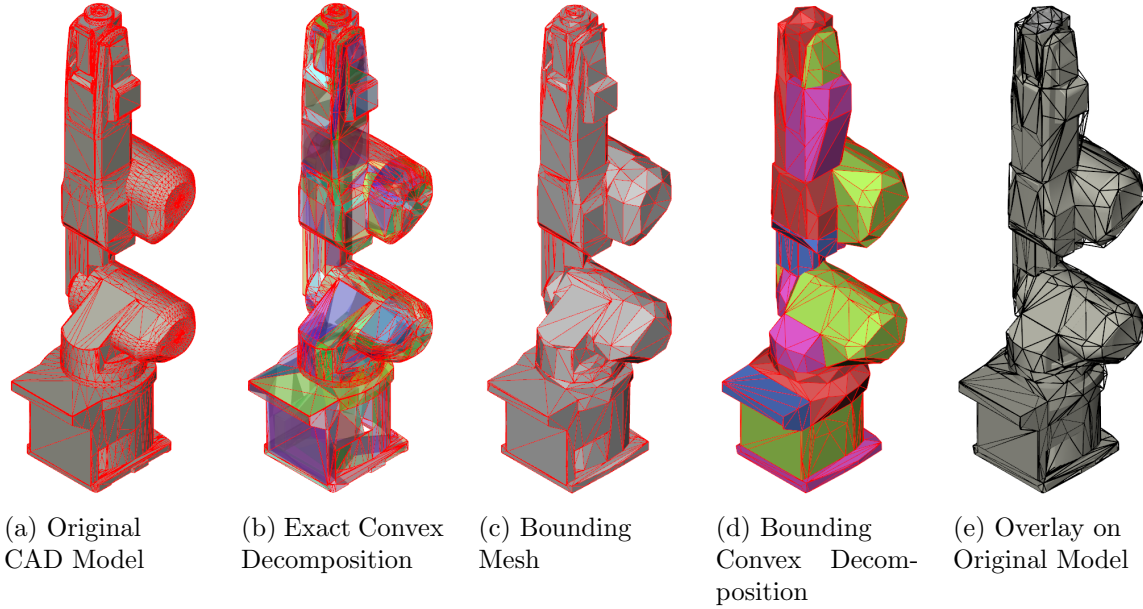 (a) Original
CAD Model
(b) Exact Convex
Decomposition
(c) Bounding
Mesh
(d) Bounding
Convex Decom-
position
(e) Overlay on
Original Model